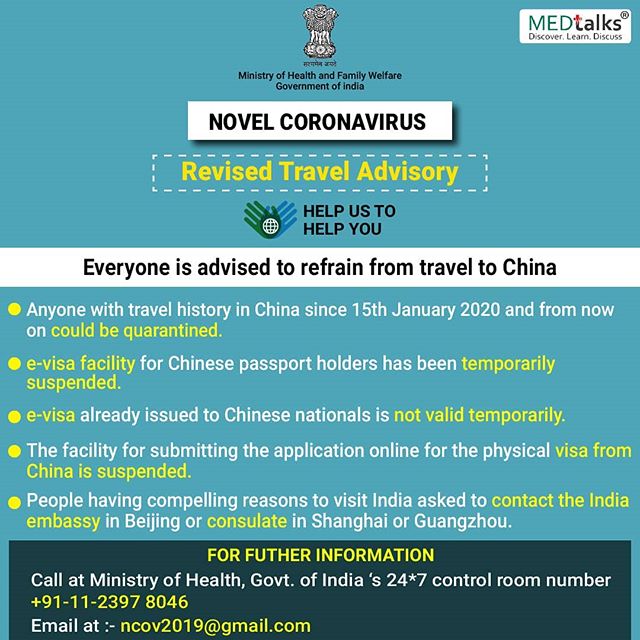 MEDtalks®
Discover. Learn. Discuss
सत्यमेव जयते
Ministry of Health and Family Welfare
Government of india
NOVEL CORONAVIRUS
Revised Travel Advisory
HELP US TO
HELP YOU
Everyone is advised to refrain from travel to China
Anyone with travel history in China since 15th January 2020 and from now
on could be quarantined.
e-visa facility for Chinese passport holders has been temporarily
suspended.
e-visa already issued to Chinese nationals is not valid temporarily.
The facility for submitting the application online for the physical visa from
China is suspended.
People having compelling reasons to visit India asked to contact the India
embassy in Beijing or consulate in Shanghai or Guangzhou.
FOR FUTHER INFORMATION
Call at Ministry of Health, Govt. of India ‘s 24*7 control room number
+91-11-2397 8046
Email at :- ncov2019@gmail.com